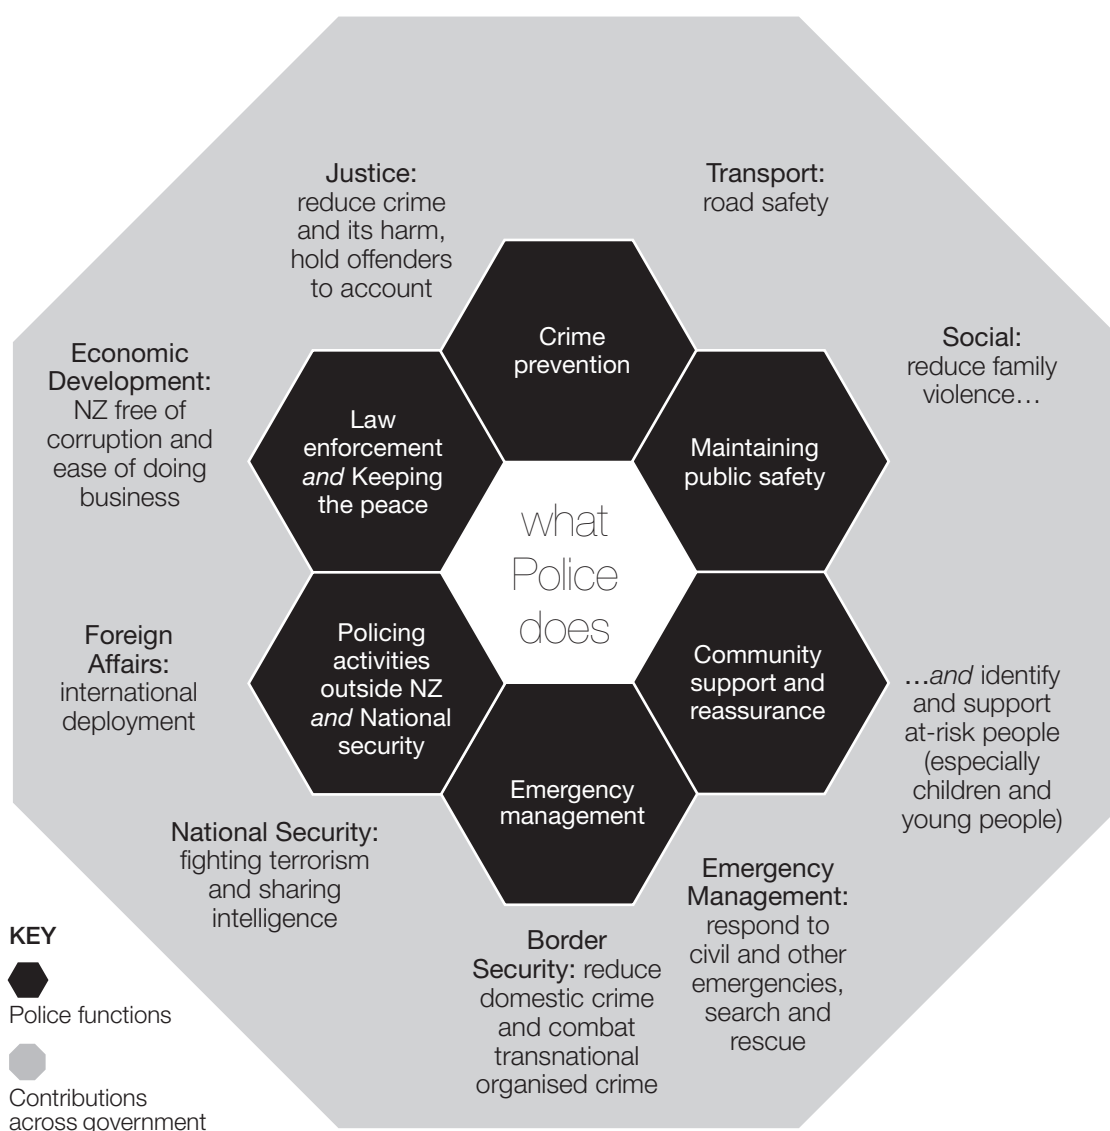 Justice:
reduce crime
and its harm,
hold offenders
to account
Transport:
road safety
Social:
reduce family
violence…
…and identify
and support
at-risk people
(especially
children and
young people)
Emergency
Management:
respond to
civil and other
emergencies,
search and
rescue
Border
Security: reduce
domestic crime
and combat
transnational
organised crime
National Security:
fighting terrorism
and sharing
intelligence
Foreign
Affairs:
international
deployment
Economic
Development:
NZ free of
corruption and
ease of doing
business
Crime
prevention
Maintaining
public safety
Community
support and
reassurance
Emergency
management
Policing
activities
outside NZ
and National
security
Law
enforcement
and Keeping
the peace
what
Police
does
KEY
Police functions
Contributions
across government